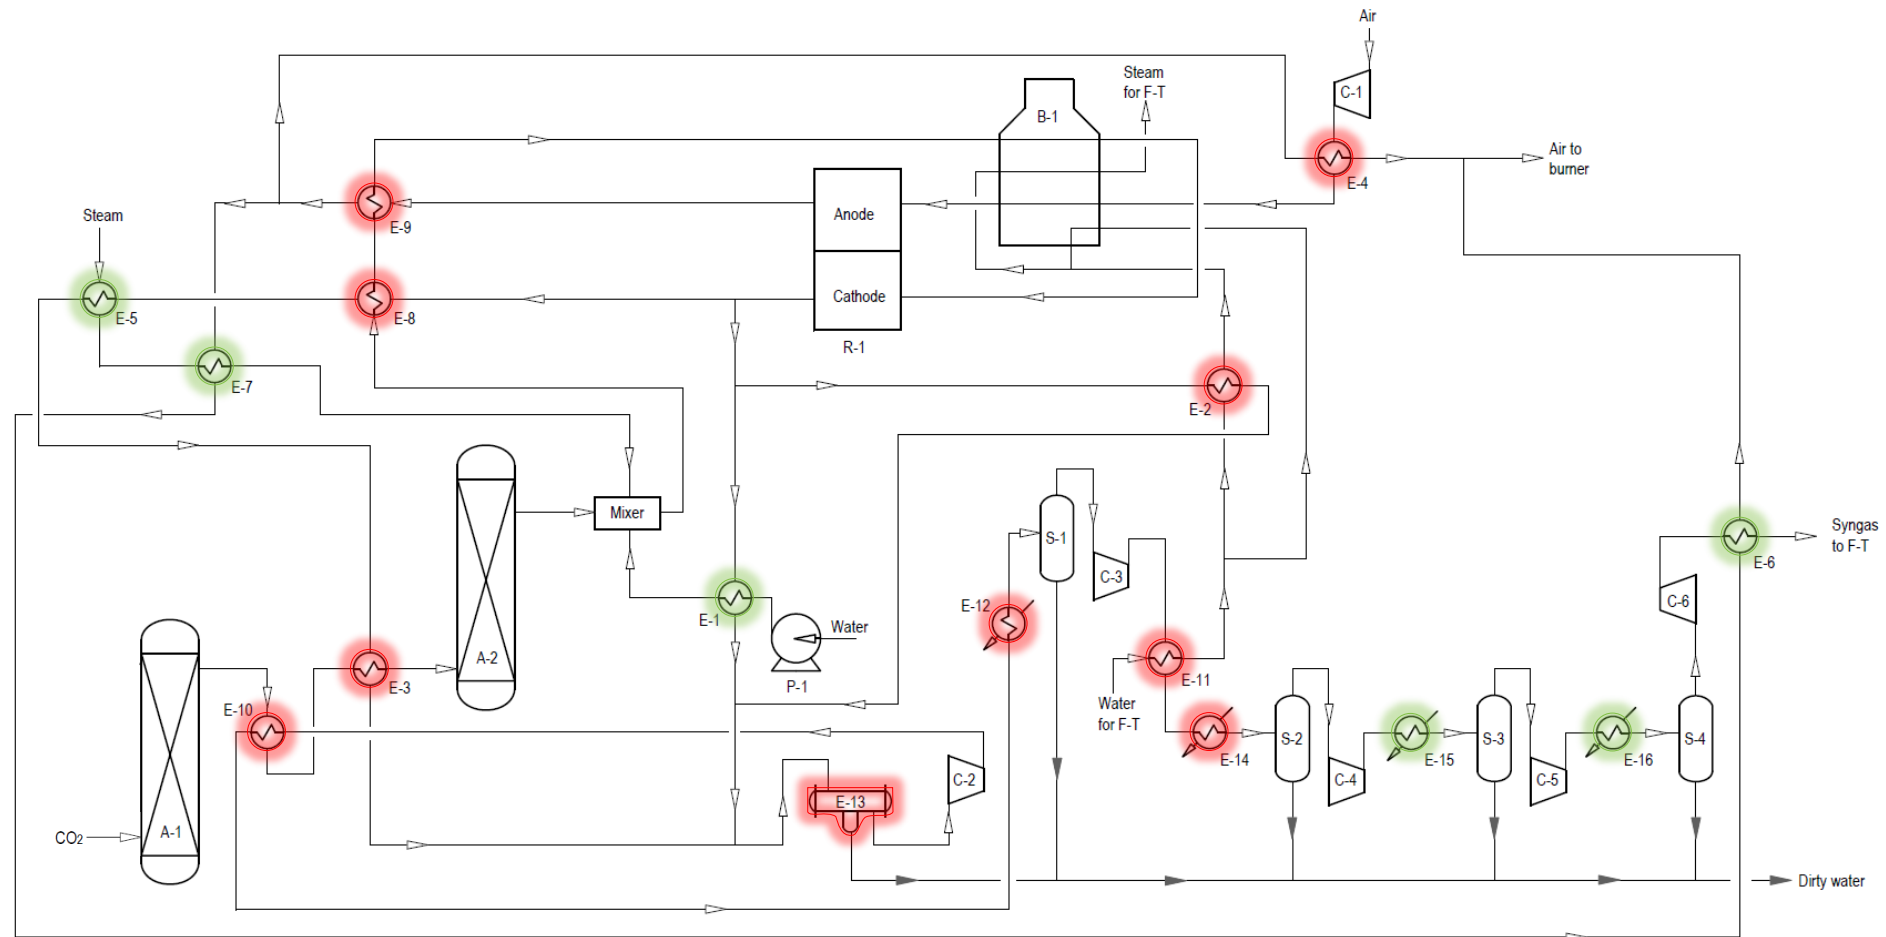 Air
Steam
for F-T
C-1
B-1
Air to
burner
E-4
Steam
E-9
Anode
E-5
E-8
Cathode
R-1
E-7
E-2
Mixer
S-1
Syngas
to F-T
E-6
C-3
E-12
C-6
E-1
Water
A-2
P-1
E-3
E-11
Water
for F-T
E-10
S-2
E-14
S-3
E-15
S-4
E-16
C-2
C-4
C-5
E-13
CO2
A-1
Dirty water